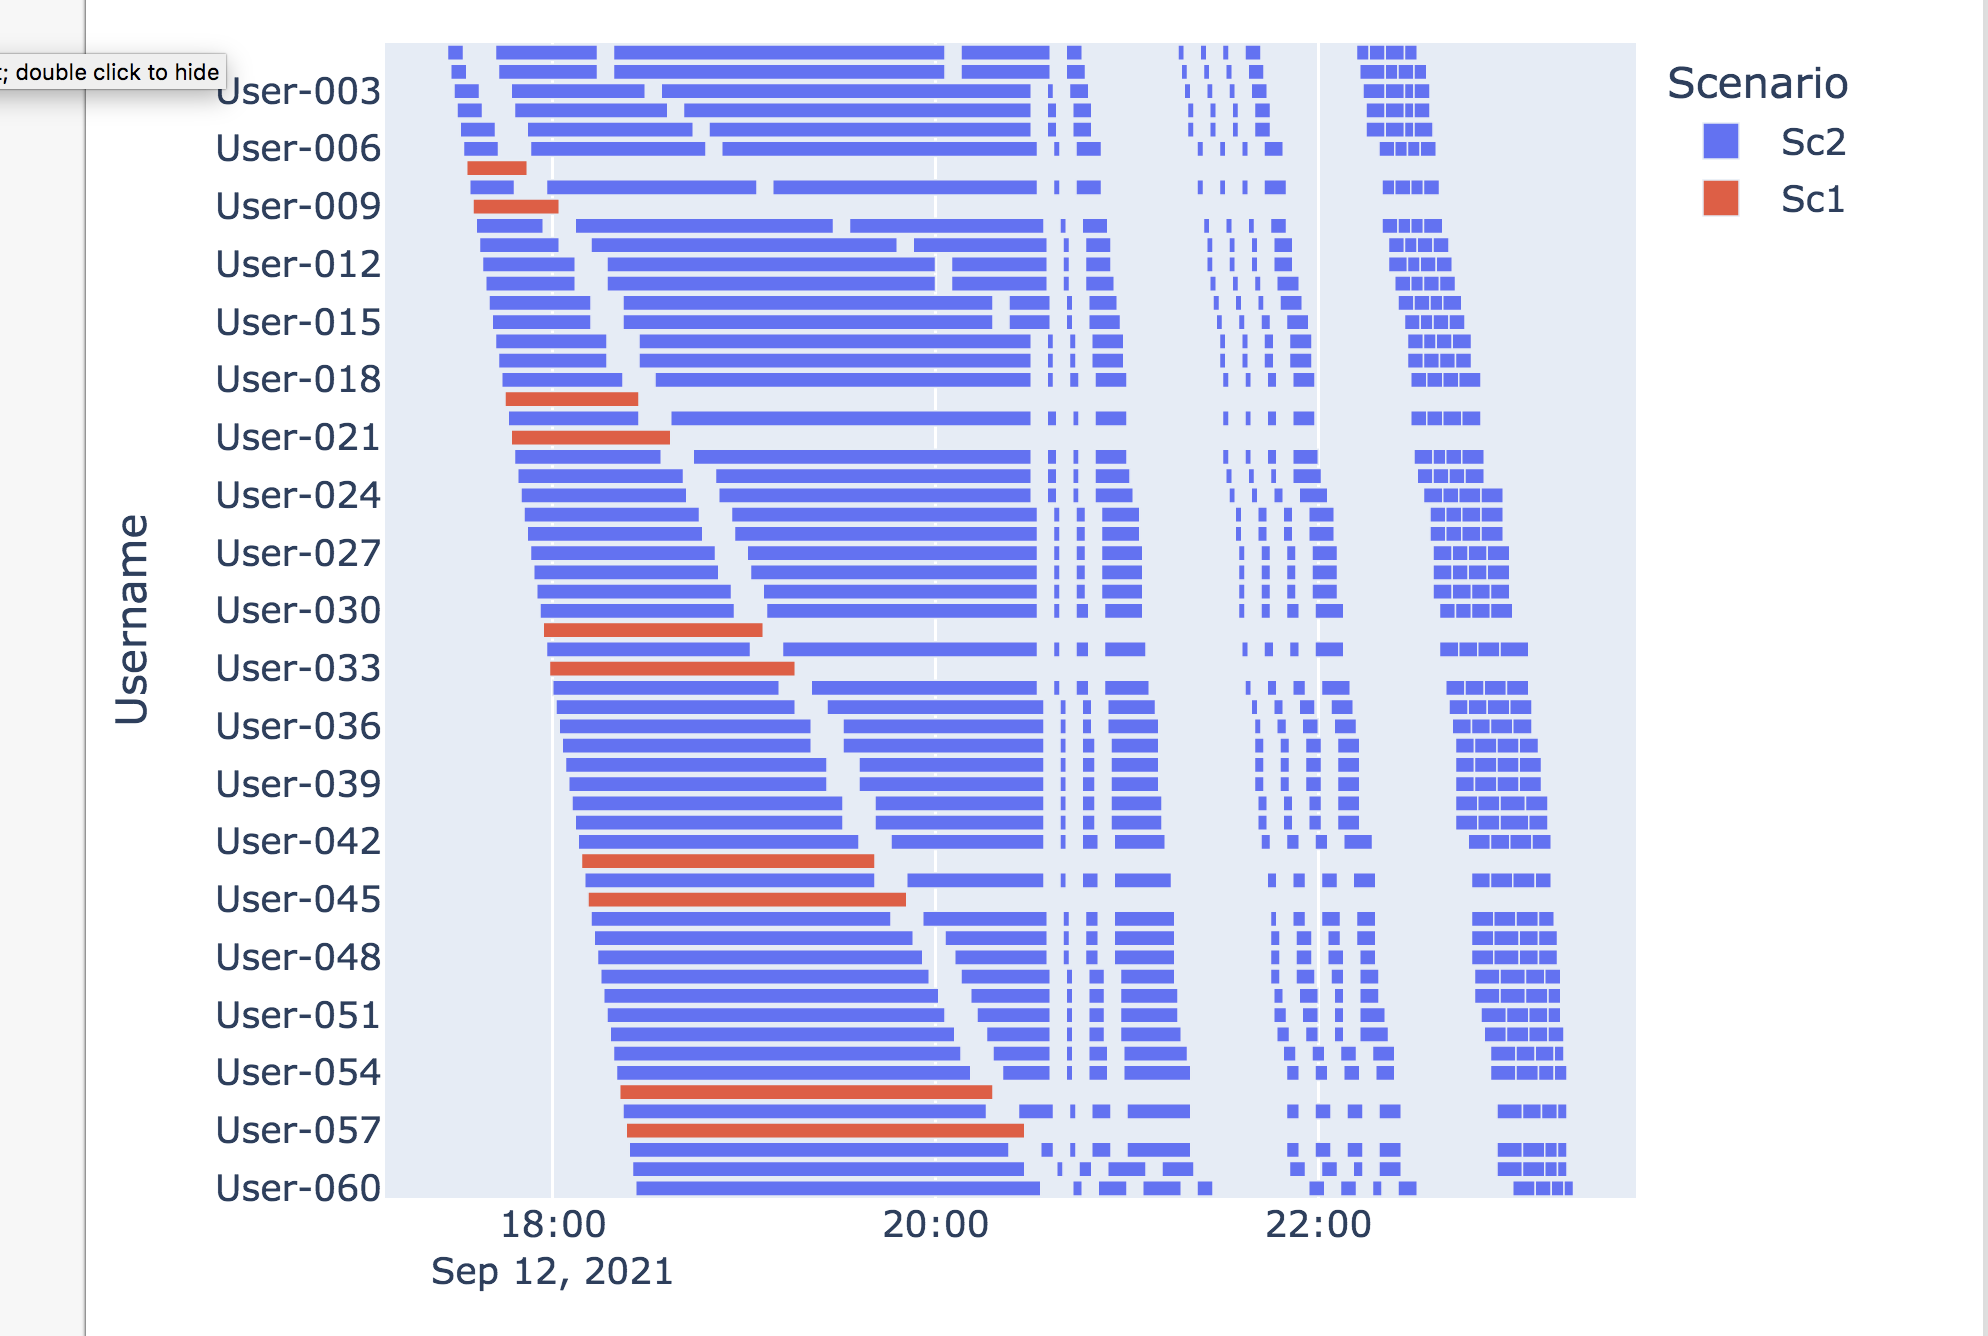 t; double click to hide
User-003
User-006
User-009
User-012
User-015
User-018
User-021
User-024
User-027
User-030
User-033
User-036
User-039
User-042
User-045
User-048
User-051
User-054
User-057
User-060
Username
18:00
20:00
22:00
Sep 12, 2021
Scenario
Sc2
Sc1